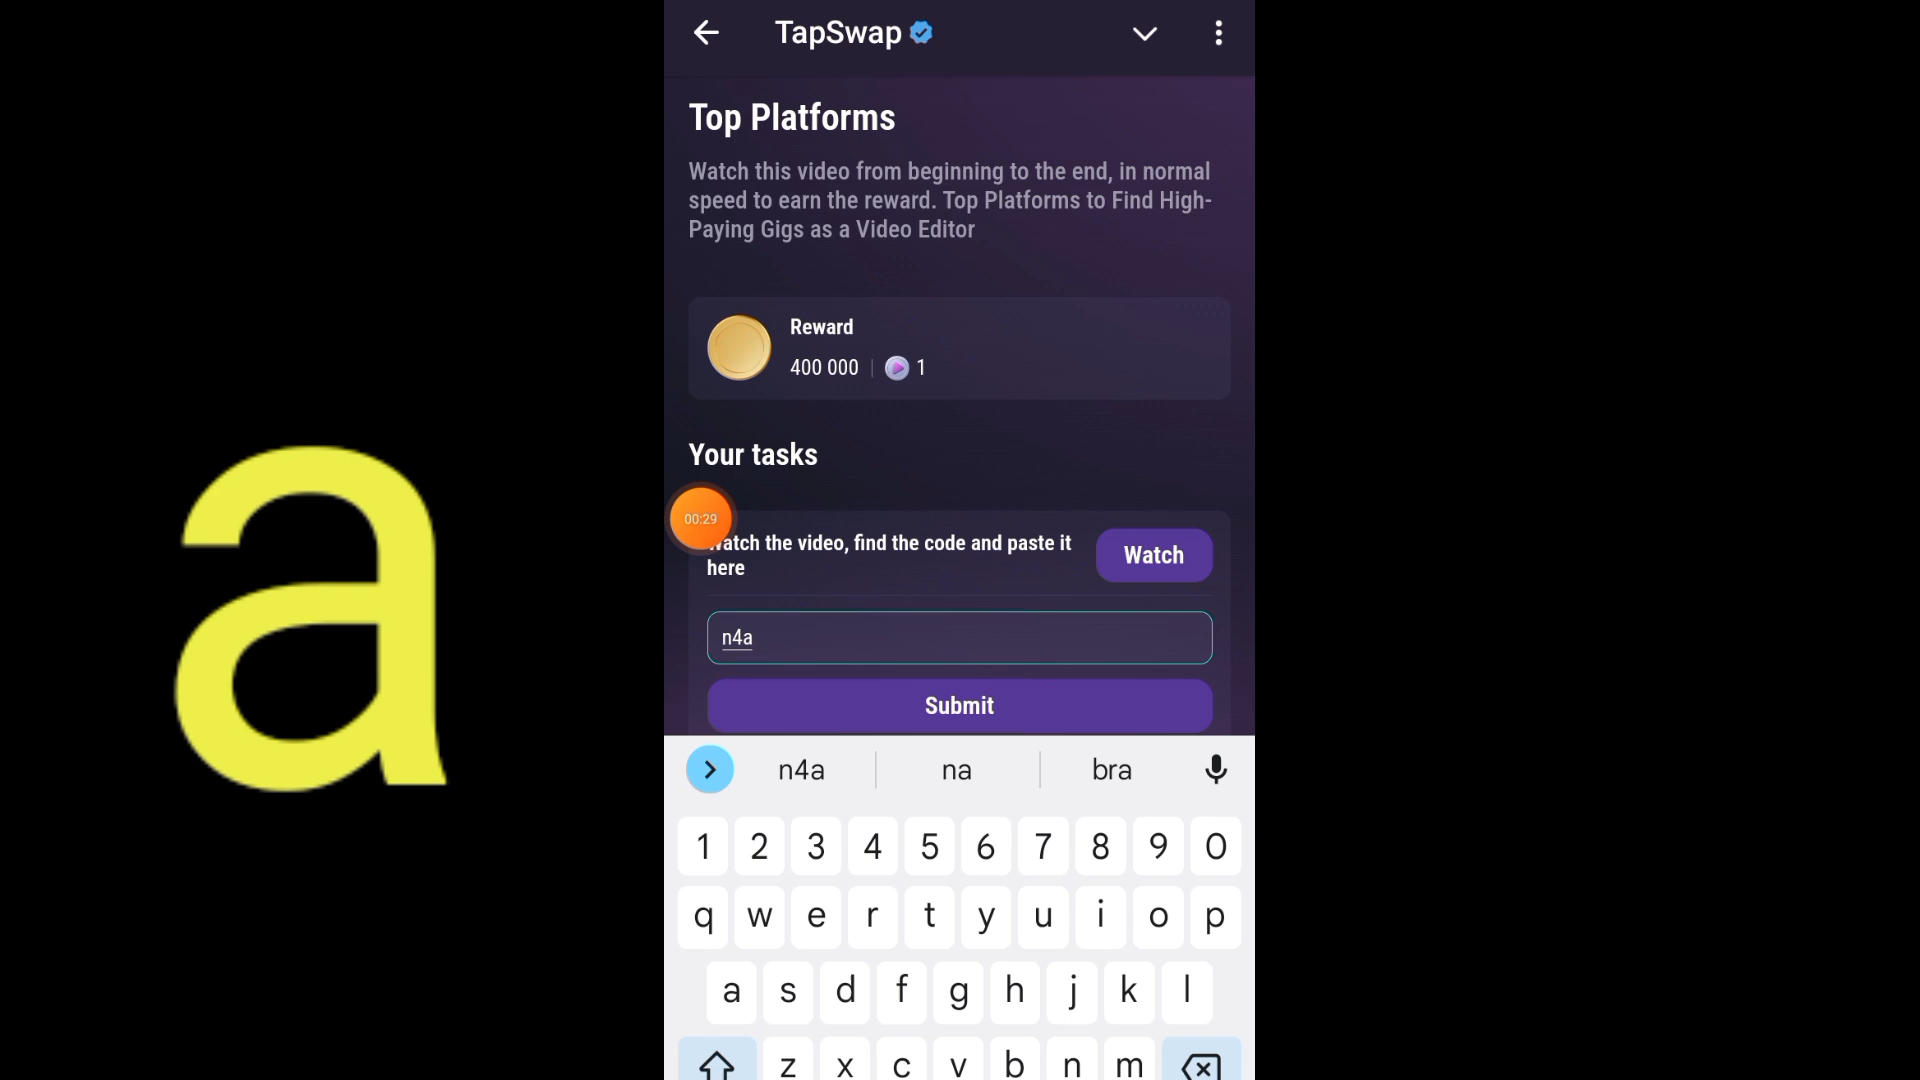 TapSwap
Top Platforms
Watch this video from beginning to the end, in normal
speed to earn the reward. Top Platforms to Find High-
Paying Gigs as a Video Editor
Reward
400 000 | 1
Your tasks
00:29
Watch the video, find the code and paste it
here
Watch
a
n4a
Submit
n4a na bra
1 2 3 4 5 6 7 8 9 0
q w e r t y u i o p
a s d f g h j k l
z x c v b n m